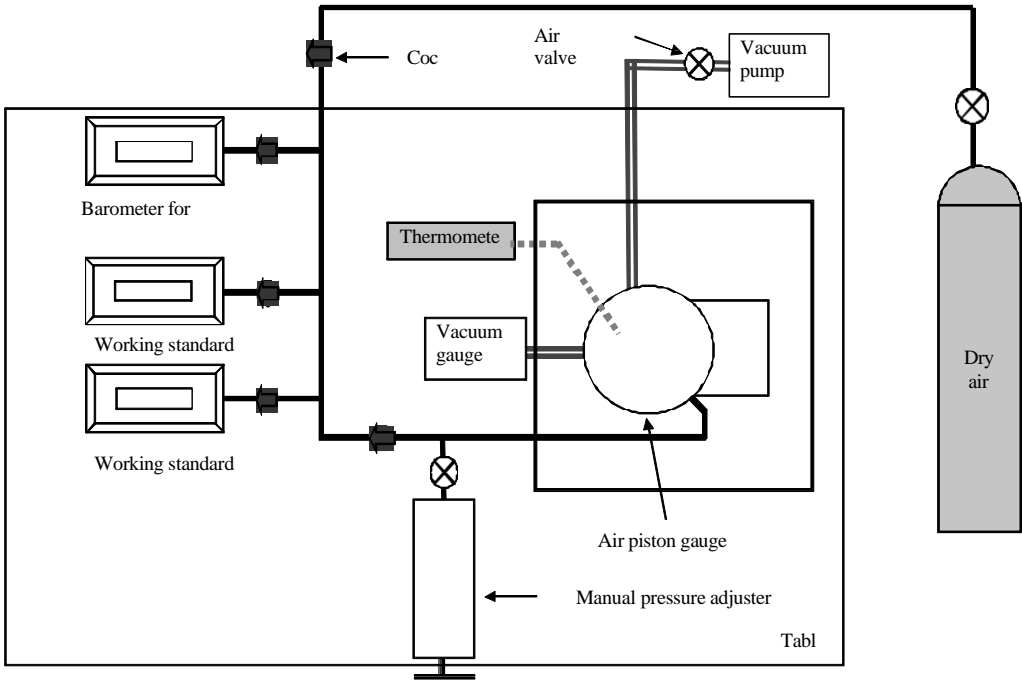 Air
valve
Vacuum
pump
Coc
Barometer for
Thermomete
Working standard
Vacuum
gauge
Dry
air
Working standard
Air piston gauge
Manual pressure adjuster
Tabl